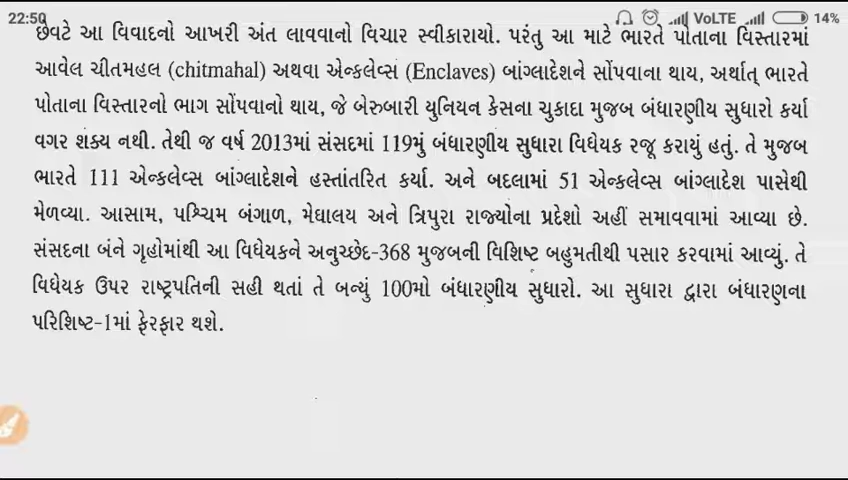 22:50 VoLTE 14%
છેવટે આ વિવાદનો આખરી અંત લાવવાનો વિચાર સ્વીકારાયો. પરંતુ આ માટે ભારતે પોતાના વિસ્તારમાં
આવેલ ચીતમહલ (chitmahal) અથવા એન્કલેવ્સ (Enclaves) બાંગ્લાદેશને સોંપવાના થાય, અર્થાત્ ભારતે
પોતાના વિસ્તારનો ભાગ સોંપવાનો થાય, જે બેરુબારી યુનિયન કેસના ચુકાદા મુજબ બંધારણીય સુધારો કર્યા
વગર શક્ય નથી. તેથી જ વર્ષ 2013માં સંસદમાં 119મું બંધારણીય સુધારા વિધેયક રજૂ કરાયું હતું. તે મુજબ
ભારતે 111 એન્કલેવ્સ બાંગ્લાદેશને હસ્તાંતરિત કર્યા. અને બદલામાં 51 એન્કલેવ્સ બાંગ્લાદેશ પાસેથી
મેળવ્યા. આસામ, પશ્ચિમ બંગાળ, મેઘાલય અને ત્રિપુરા રાજ્યોના પ્રદેશો અહીં સમાવવામાં આવ્યા છે.
સંસદના બંને ગૃહોમાંથી આ વિધેયકને અનુચ્છેદ-368 મુજબની વિશિષ્ટ બહુમતીથી પસાર કરવામાં આવ્યું. તે
વિધેયક ઉપર રાષ્ટ્રપતિની સહી થતાં તે બન્યું 100મો બંધારણીય સુધારો. આ સુધારા દ્વારા બંધારણના
પરિશિષ્ટ-1માં ફેરફાર થશે.